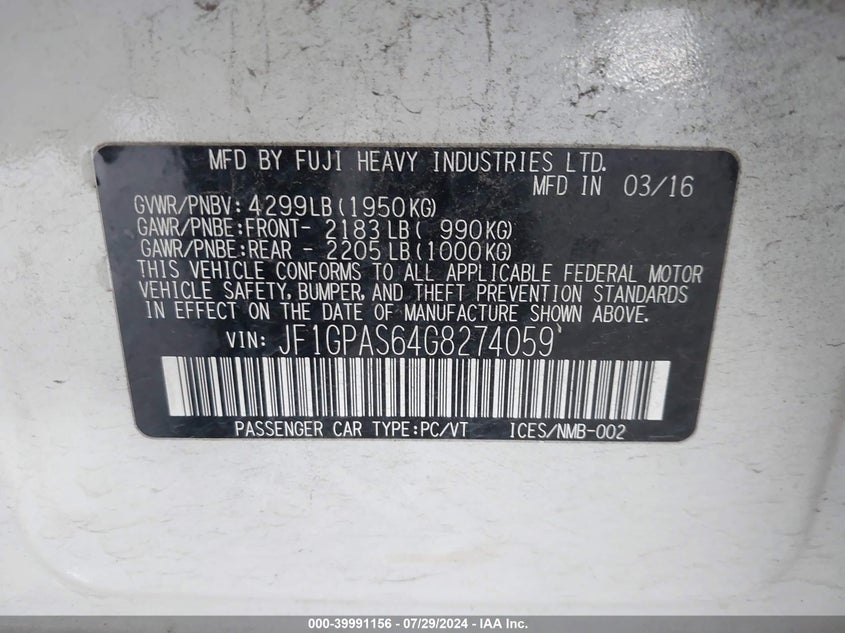 MFD BY FUJI HEAVY INDUSTRIES LTD.
MFD IN 03/16
GVWR/PNBV: 4299LB(1950KG)
GAWR/PNBE:FRONT- 2183LB( 990KG)
GAWR/PNBE:REAR - 2205LB(1000KG)
THIS VEHICLE CONFORMS TO ALL APPLICABLE FEDERAL MOTOR
VEHICLE SAFETY, BUMPER, AND THEFT PREVENTION STANDARDS
IN EFFECT ON THE DATE OF MANUFACTURE SHOWN ABOVE.
VIN: JF1GPAS64G8274059
PASSENGER CAR TYPE:PC/VT ICES/NMB-002
000-39991156 - 07/29/2024 - IAA Inc.